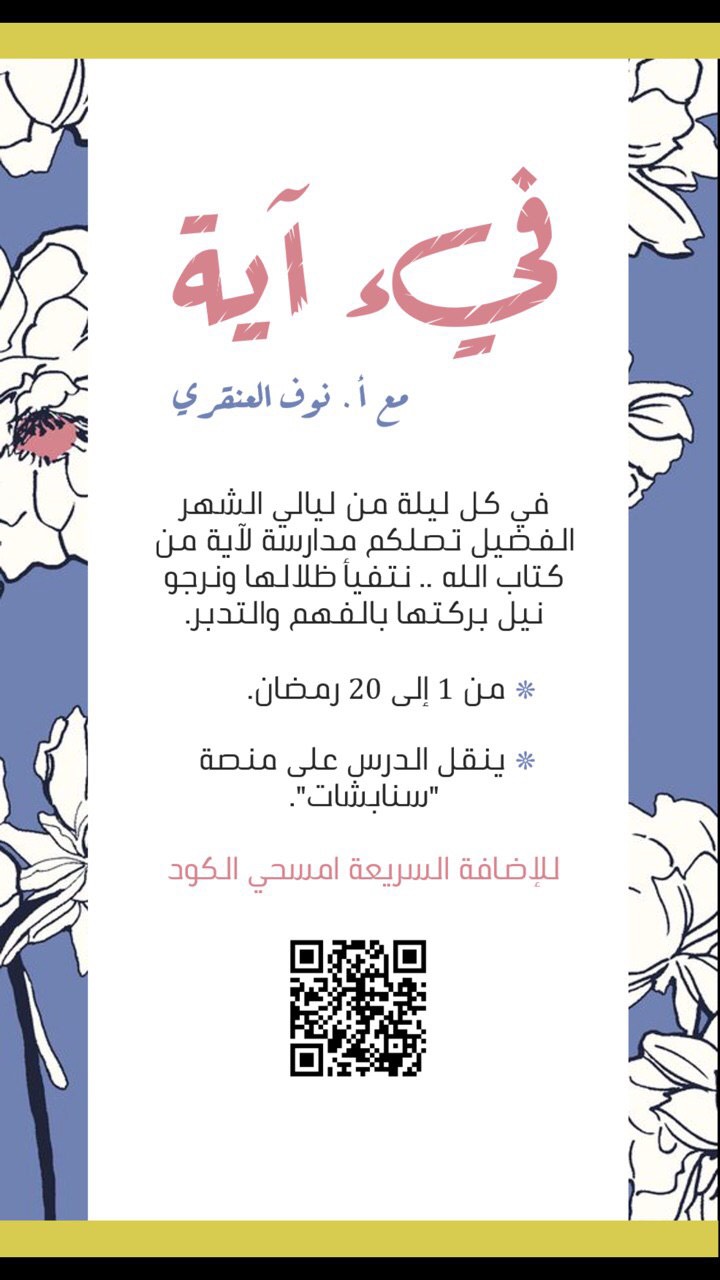 فيء آية
مع أ. نوف العنقري
في كل ليلة من ليالي الشهر
الفضيل تصلكم مدارسة لآية من
كتاب الله .. نتفيأ ظلالها ونرجو
نيل بركتها بالفهم والتدبر.
من 1 إلى 20 رمضان.
ينقل الدرس على منصة
"سنابشات".
للإضافة السريعة امسحي الكود